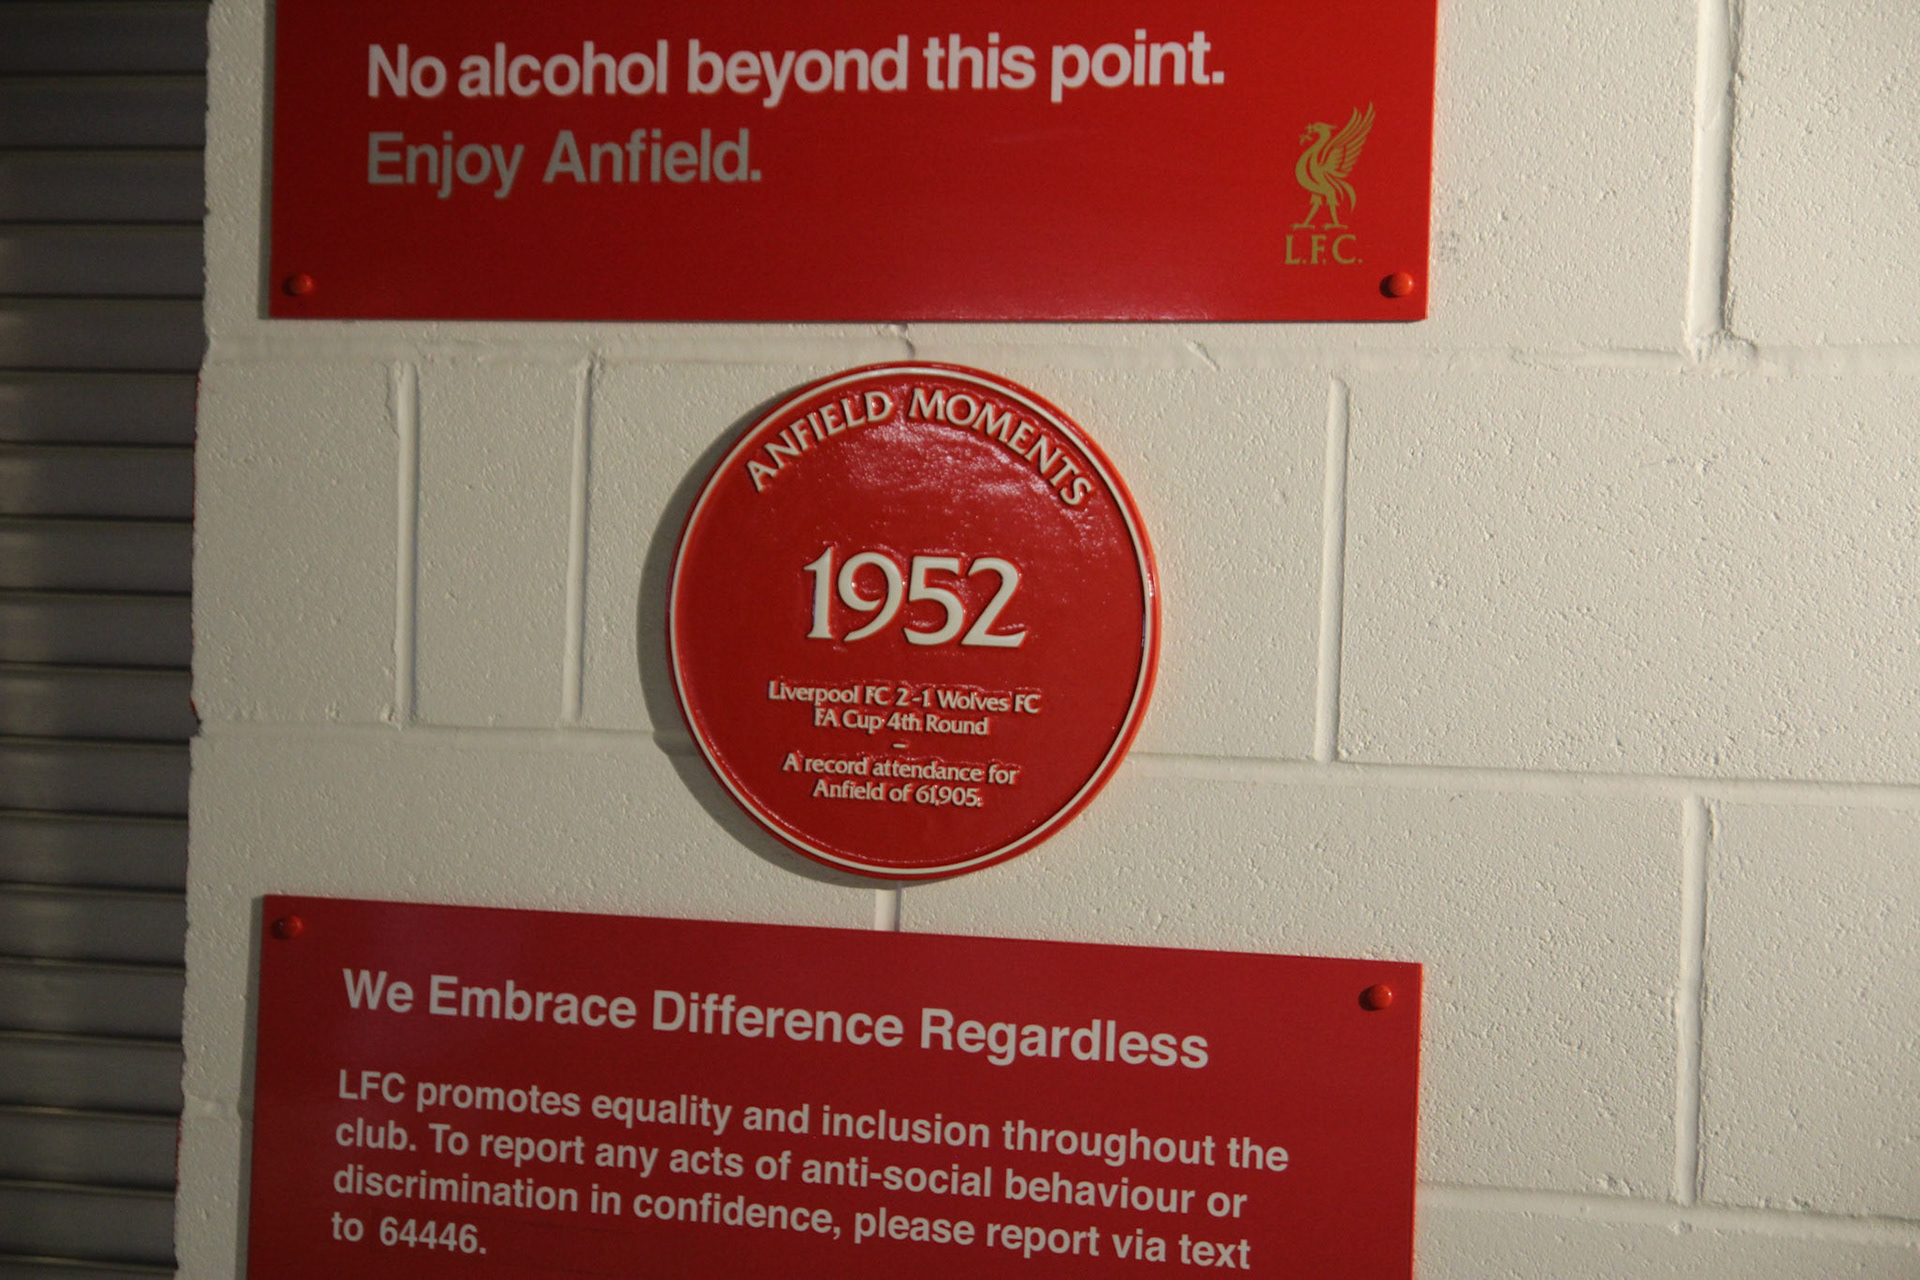 No alcohol beyond this point.
Enjoy Anfield.
L.F.C.
ANFIELD MOMENTS
1952
Liverpool FC 2-1 Wolves FC
FA Cup 4th Round
–
A record attendance for
Anfield of 61,905.
We Embrace Difference Regardless
LFC promotes equality and inclusion throughout the
club. To report any acts of anti-social behaviour or
discrimination in confidence, please report via text
to 64446.